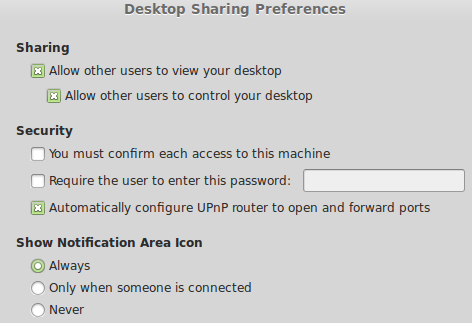 Desktop Sharing Preferences
Sharing
Allow other users to view your desktop
Allow other users to control your desktop
Security
You must confirm each access to this machine
Require the user to enter this password:
Automatically configure UPnP router to open and forward ports
Show Notification Area Icon
Always
Only when someone is connected
Never